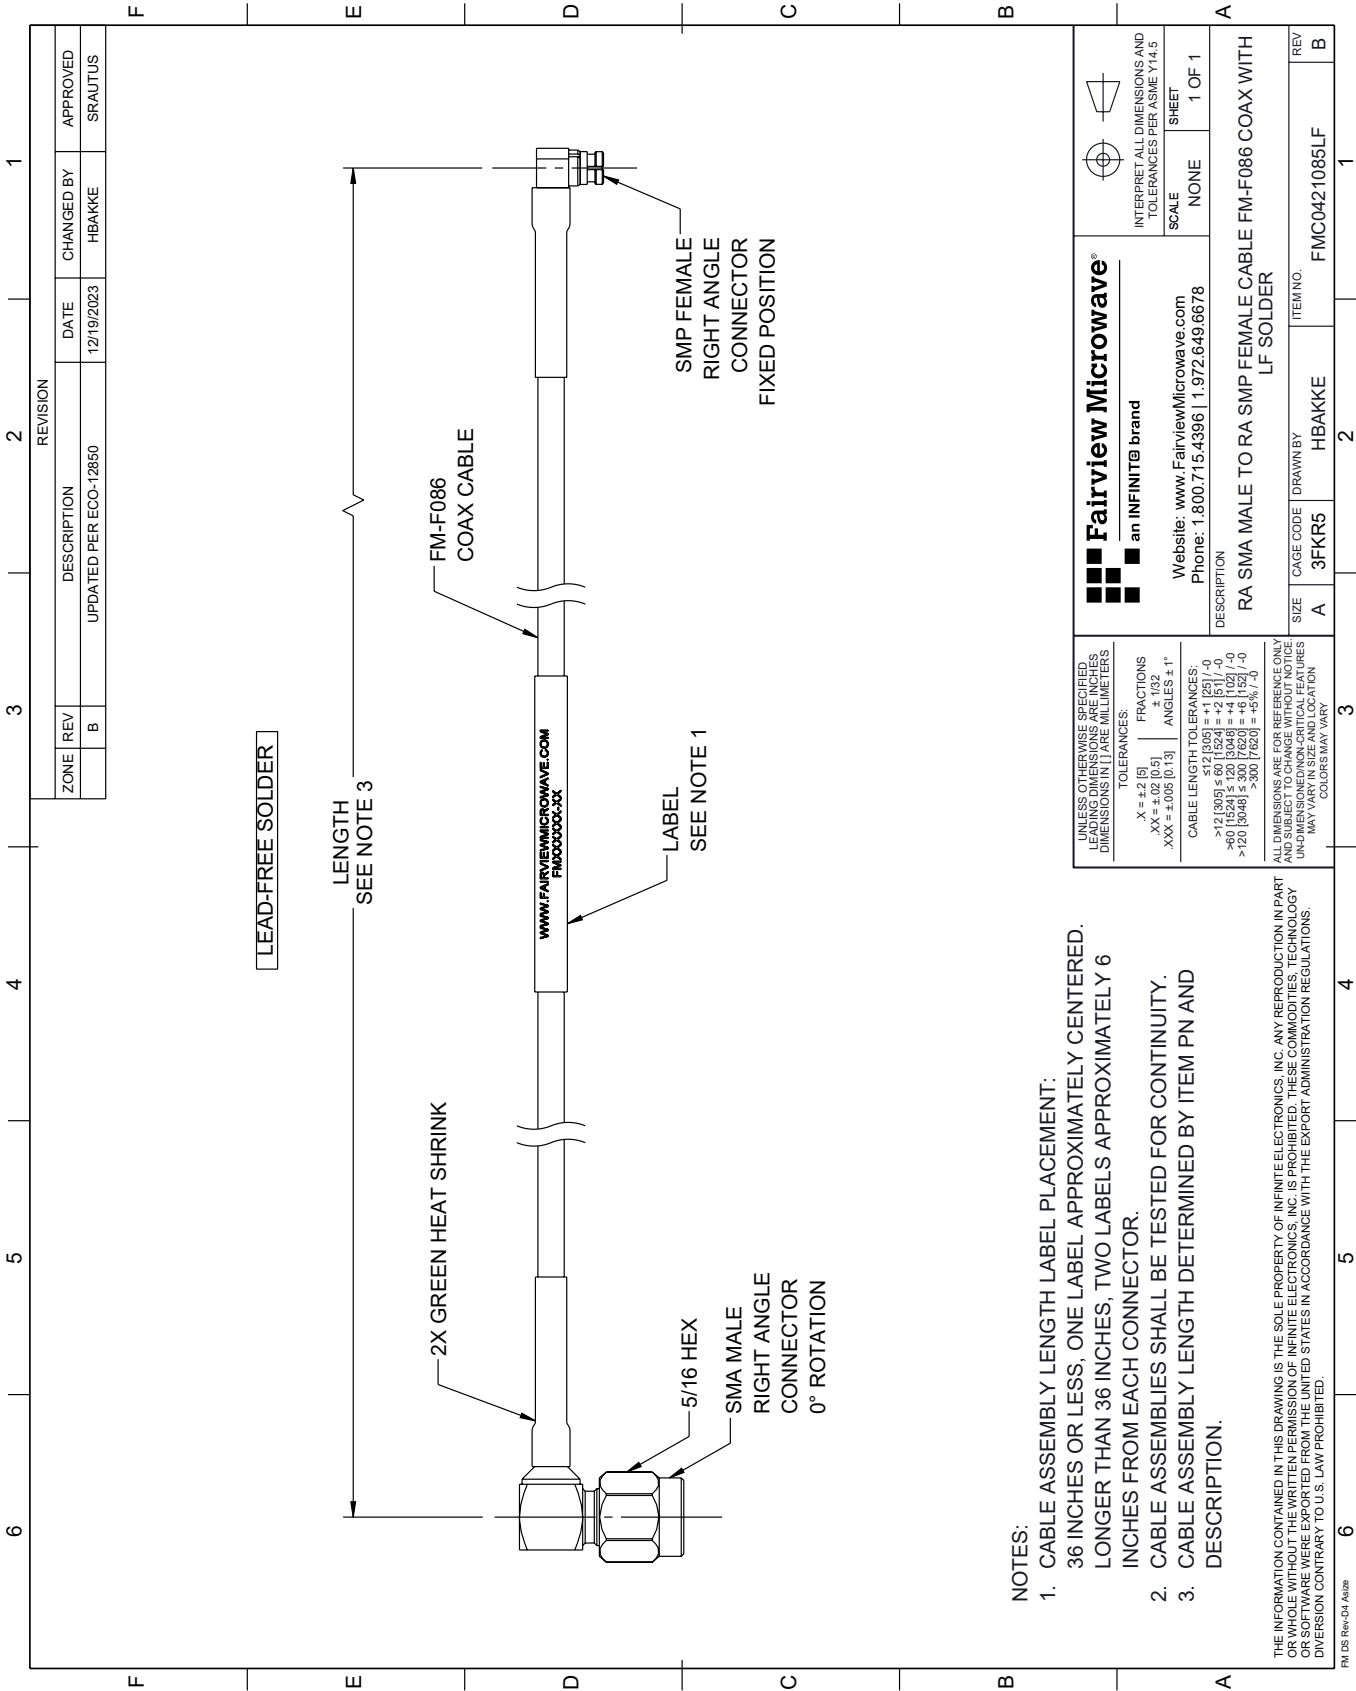 REVISION
ZONE REV DESCRIPTION DATE CHANGED BY APPROVED
B UPDATED PER ECO-12850 12/19/2023 HBAKKE SRAUTUS
6 5 4 3 2 1
F
E
D
C
B
A
LEAD-FREE SOLDER
LENGTH
SEE NOTE 3
2X GREEN HEAT SHRINK
FM-F086
COAX CABLE
WWW.FAIRVIEWMICROWAVE.COM
FMXXXXXX-XX
LABEL
SEE NOTE 1
5/16 HEX
SMA MALE
RIGHT ANGLE
CONNECTOR
0° ROTATION
SMP FEMALE
RIGHT ANGLE
CONNECTOR
FIXED POSITION
NOTES:
1. CABLE ASSEMBLY LENGTH LABEL PLACEMENT:
36 INCHES OR LESS, ONE LABEL APPROXIMATELY CENTERED.
LONGER THAN 36 INCHES, TWO LABELS APPROXIMATELY 6
INCHES FROM EACH CONNECTOR.
2. CABLE ASSEMBLIES SHALL BE TESTED FOR CONTINUITY.
3. CABLE ASSEMBLY LENGTH DETERMINED BY ITEM PN AND
DESCRIPTION.
THE INFORMATION CONTAINED IN THIS DRAWING IS THE SOLE PROPERTY OF INFINITE ELECTRONICS, INC. ANY REPRODUCTION IN PART
OR WHOLE WITHOUT THE WRITTEN PERMISSION OF INFINITE ELECTRONICS, INC. IS PROHIBITED. THESE COMMODITIES, TECHNOLOGY
OR SOFTWARE WERE EXPORTED FROM THE UNITED STATES IN ACCORDANCE WITH THE EXPORT ADMINISTRATION REGULATIONS.
DIVERSION CONTRARY TO U.S. LAW PROHIBITED.
UNLESS OTHERWISE SPECIFIED
LEADING DIMENSIONS ARE INCHES
DIMENSIONS IN [ ] ARE MILLIMETERS
TOLERANCES:
.X = ±.2 [5] FRACTIONS
.XX = ±.02 [0.5] ± 1/32
.XXX = ±.005 [0.13] ANGLES ± 1°
CABLE LENGTH TOLERANCES:
≤12 [305] = +1 [25] / -0
>12 [305] ≤ 60 [1524] = +2 [51] / -0
>60 [1524] ≤ 120 [3048] = +4 [102] / -0
>120 [3048] ≤ 300 [7620] = +6 [152] / -0
>300 [7620] = +5% / -0
ALL DIMENSIONS ARE FOR REFERENCE ONLY
AND SUBJECT TO CHANGE WITHOUT NOTICE.
UN-DIMENSIONED/NON-CRITICAL FEATURES
MAY VARY IN SIZE AND LOCATION
COLORS MAY VARY
Fairview Microwave®
an INFINIT® brand
Website: www.FairviewMicrowave.com
Phone: 1.800.715.4396 | 1.972.649.6678
INTERPRET ALL DIMENSIONS AND
TOLERANCES PER ASME Y14.5
SCALE SHEET
NONE 1 OF 1
DESCRIPTION
RA SMA MALE TO RA SMP FEMALE CABLE FM-F086 COAX WITH
LF SOLDER
SIZE CAGE CODE DRAWN BY ITEM NO. REV
A 3FKR5 HBAKKE FMC0421085LF B
F
E
D
C
B
A
6 5 4 3 2 1
FM DS Rev-D4 Asize